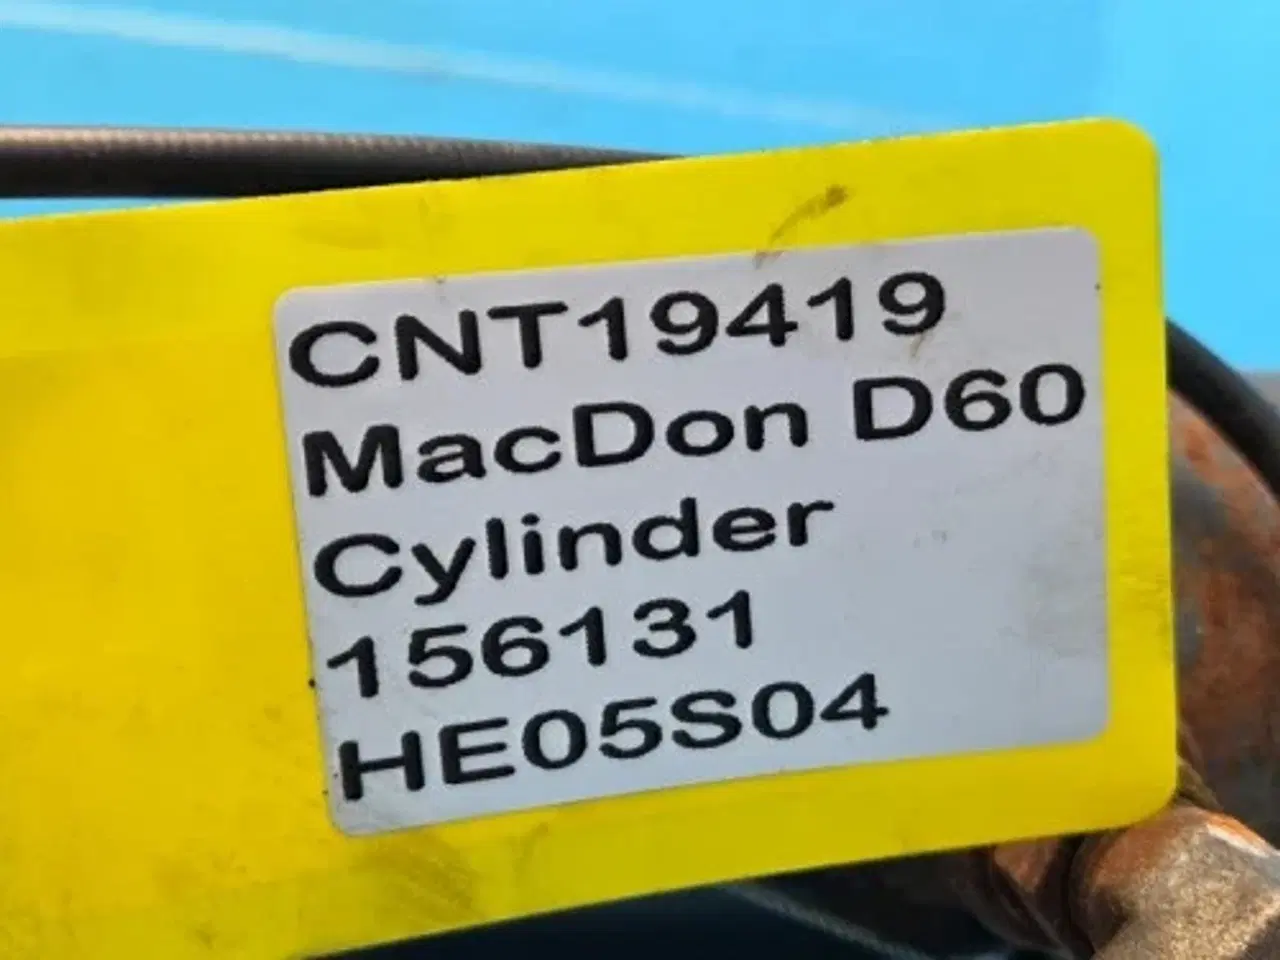 CNT19419
MacDon D60
Cylinder
156131
HE05S04